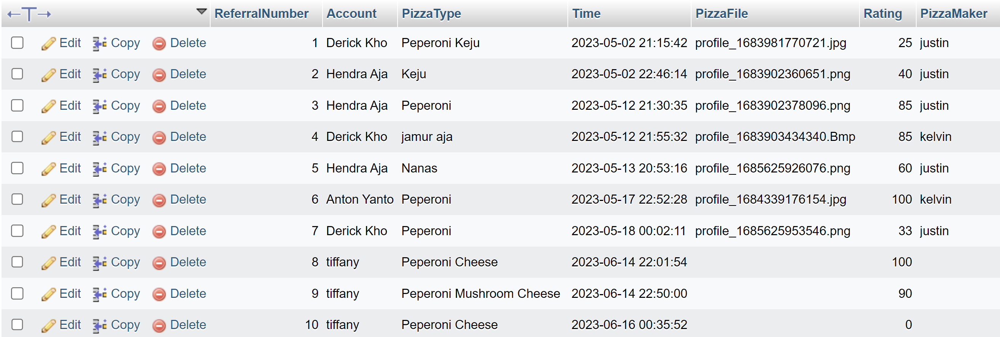 ←T→ ReferralNumber Account PizzaType Time PizzaFile Rating PizzaMaker
Edit Copy Delete 1 Derick Kho Peperoni Keju 2023-05-02 21:15:42 profile_1683981770721.jpg 25 justin
Edit Copy Delete 2 Hendra Aja Keju 2023-05-02 22:46:14 profile_1683902360651.png 40 justin
Edit Copy Delete 3 Hendra Aja Peperoni 2023-05-12 21:30:35 profile_1683902378096.png 85 justin
Edit Copy Delete 4 Derick Kho jamur aja 2023-05-12 21:55:32 profile_1683903434340.Bmp 85 kelvin
Edit Copy Delete 5 Hendra Aja Nanas 2023-05-13 20:53:16 profile_1685625926076.png 60 justin
Edit Copy Delete 6 Anton Yanto Peperoni 2023-05-17 22:52:28 profile_1684339176154.jpg 100 kelvin
Edit Copy Delete 7 Derick Kho Peperoni 2023-05-18 00:02:11 profile_1685625953546.png 33 justin
Edit Copy Delete 8 tiffany Peperoni Cheese 2023-06-14 22:01:54 100
Edit Copy Delete 9 tiffany Peperoni Mushroom Cheese 2023-06-14 22:50:00 90
Edit Copy Delete 10 tiffany Peperoni Cheese 2023-06-16 00:35:52 0